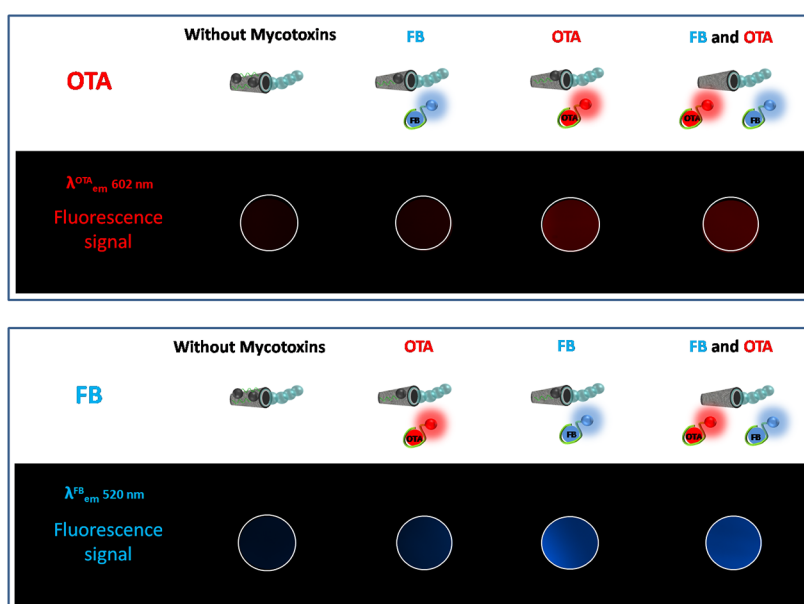 Without Mycotoxins FB OTA FB and OTA
OTA
FB OTA OTA FB
λOTAem 602 nm
Fluorescence
signal
Without Mycotoxins OTA FB FB and OTA
FB
OTA FB OTA FB
λFBem 520 nm
Fluorescence
signal